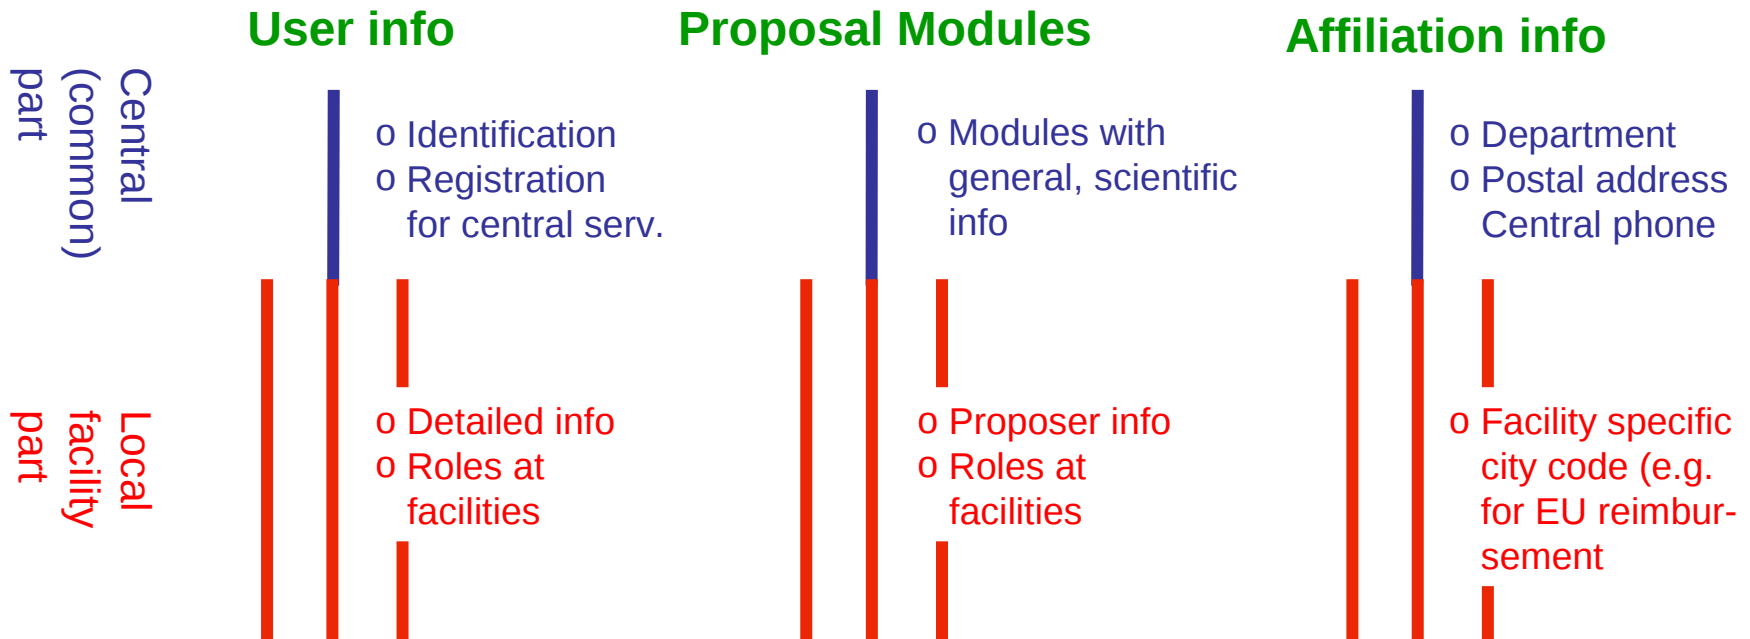 User info
Proposal Modules
Affiliation info
Central
(common)
part
o Identification
o Registration
for central serv.
o Modules with
general, scientific
info
o Department
o Postal address
Central phone
Local
facility
part
o Detailed info
o Roles at
facilities
o Proposer info
o Roles at
facilities
o Facility specific
city code (e.g.
for EU reimbur-
sement